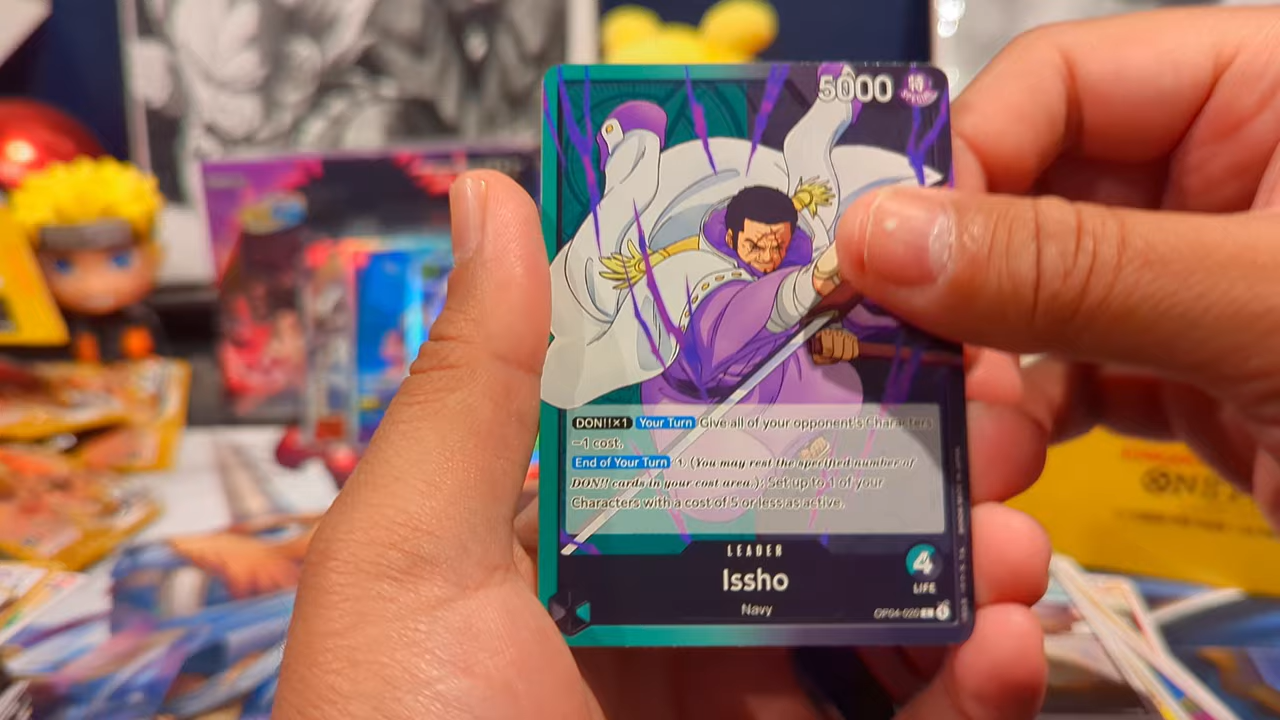 5000
SPECIAL
DON!!×1 Your Turn Give all of your opponent's Characters
−1 cost.
End of Your Turn 1 (You may rest the specified number of
DON!! cards in your cost area.): Set up to 1 of your
Characters with a cost of 5 or less as active.
LEADER
4
Issho
LIFE
Navy
OP04-020 L